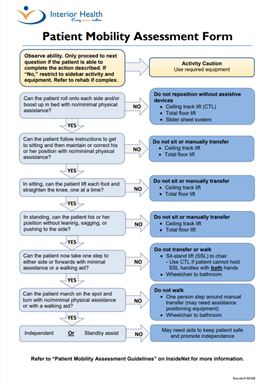 Interior Health
Patient Mobility Assessment Form
Observe ability. Only proceed to next
question if the patient is able to
complete the action described. If
"No," restrict to sidebar activity and
equipment. Refer to rehab if complex.
Activity Caution
Use required equipment
Can the patient roll onto each side and/or
boost up in bed with no/minimal physical
assistance?
NO
Do not reposition without assistive
devices
• Ceiling track lift (CTL)
• Total floor lift
• Slider sheet system
YES
Can the patient follow instructions to get
to sitting and then maintain or correct his
or her position with no/minimal physical
assistance?
NO
Do not sit or manually transfer
• Ceiling track lift
• Total floor lift
YES
In sitting, can the patient lift each foot and
straighten the knee, one at a time?
NO
Do not sit or manually transfer
• Ceiling track lift
• Total floor lift
YES
In standing, can the patient hold his or her
position without leaning, sagging, or
pushing to the side?
NO
Do not sit or manually transfer
• Ceiling track lift
• Total floor lift
YES
Can the patient now take one step to
either side or forwards with minimal
assistance or a walking aid?
NO
Do not transfer or walk
• Sit-stand lift (SSL) to chair
- Use CTL if patient cannot hold
SSL handles with both hands
• Wheelchair to bathroom
YES
Can the patient march on the spot and
turn with no/minimal physical assistance
or with a walking aid?
NO
Do not walk
• One person step around manual
transfer (may need assistance
positioning equipment)
• Wheelchair to bathroom
YES
Independent Or Standby assist
May need aids to keep patient safe
and promote independence
Refer to "Patient Mobility Assessment Guidelines" on InsideNet for more information.